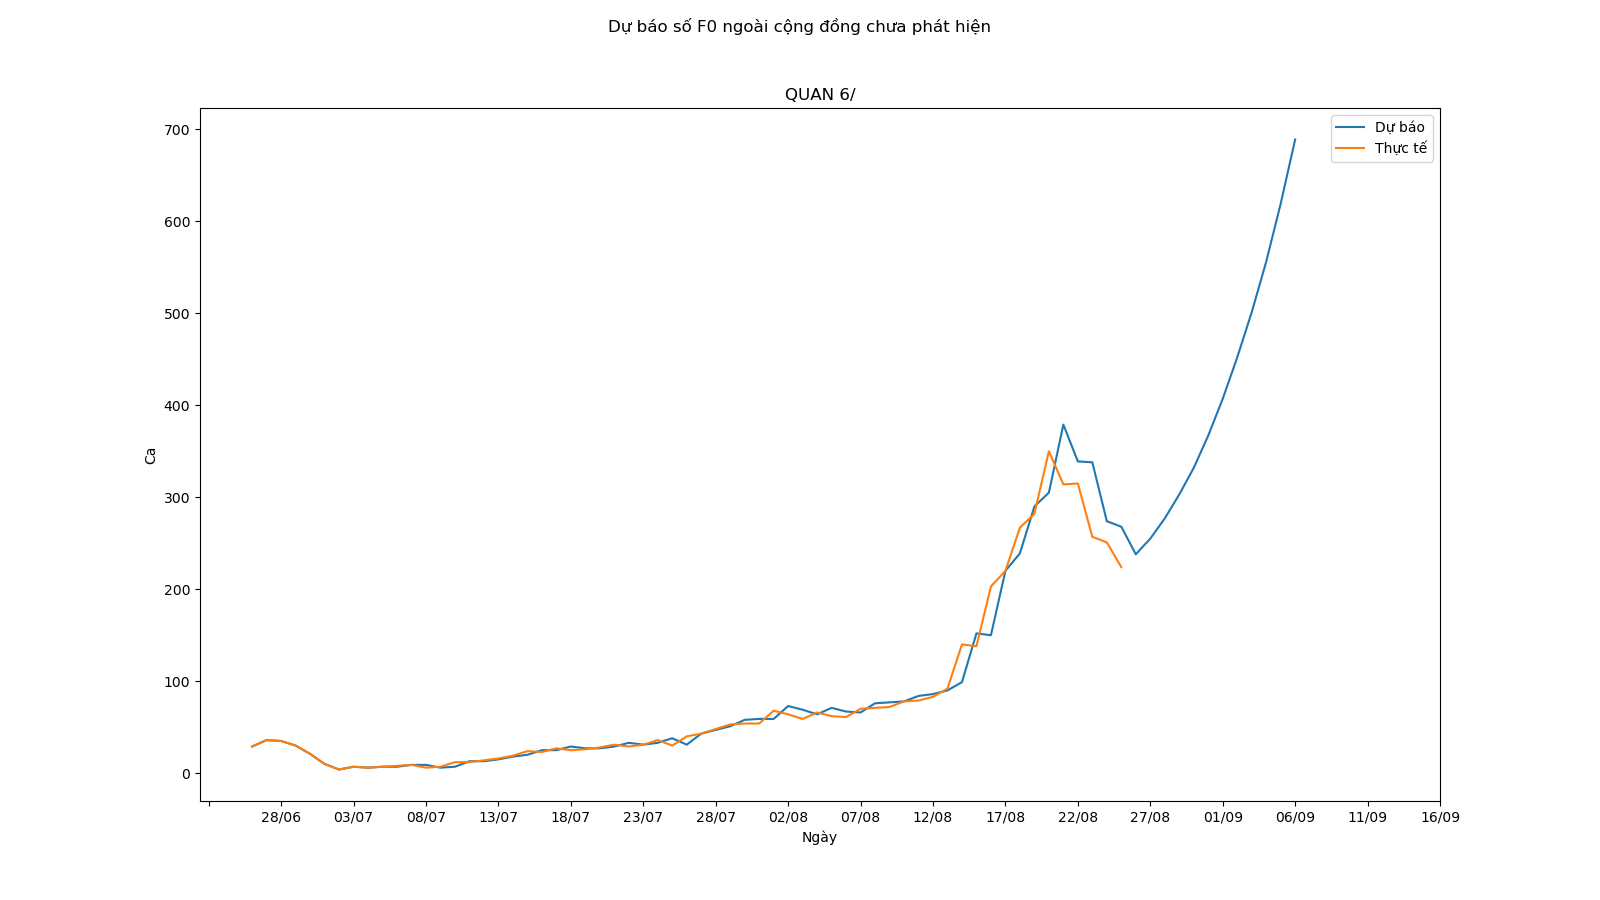 Dự báo số F0 ngoài cộng đồng chưa phát hiện
QUAN 6/
Dự báo
Thực tế
700
600
500
400
300
200
100
0
Ca
28/06 03/07 08/07 13/07 18/07 23/07 28/07 02/08 07/08 12/08 17/08 22/08 27/08 01/09 06/09 11/09 16/09
Ngày